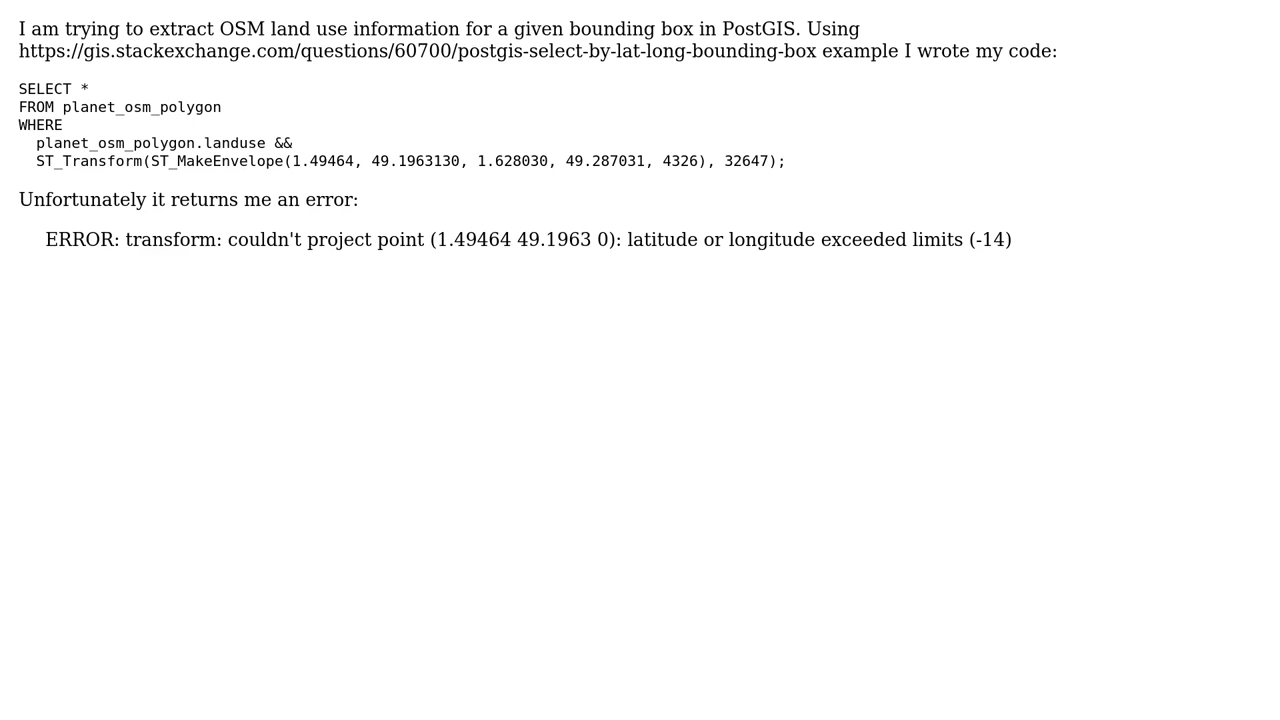 I am trying to extract OSM land use information for a given bounding box in PostGIS. Using
https://gis.stackexchange.com/questions/60700/postgis-select-by-lat-long-bounding-box example I wrote my code:
SELECT *
FROM planet_osm_polygon
WHERE
  planet_osm_polygon.landuse &&
  ST_Transform(ST_MakeEnvelope(1.49464, 49.1963130, 1.628030, 49.287031, 4326), 32647);
Unfortunately it returns me an error:
ERROR: transform: couldn't project point (1.49464 49.1963 0): latitude or longitude exceeded limits (-14)